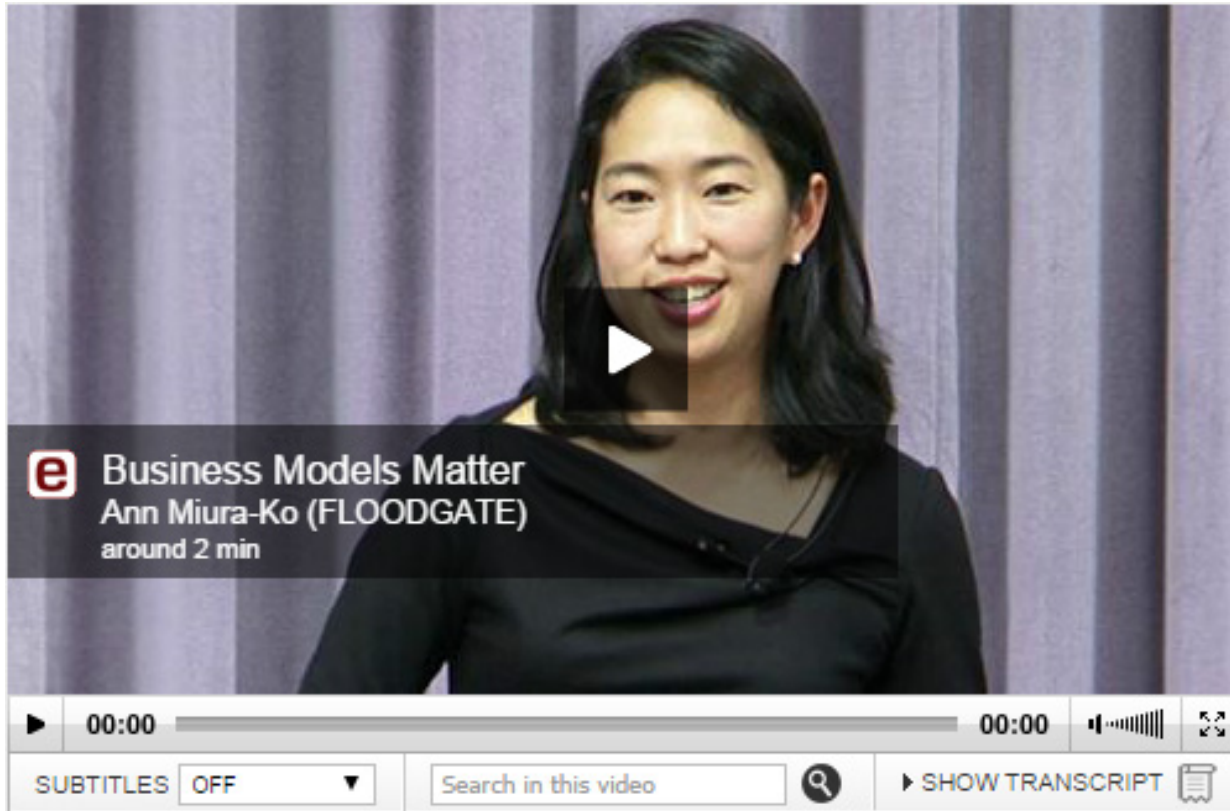 e
Business Models Matter
Ann Miura-Ko (FLOODGATE)
around 2 min
00:00 00:00
SUBTITLES OFF Search in this video SHOW TRANSCRIPT